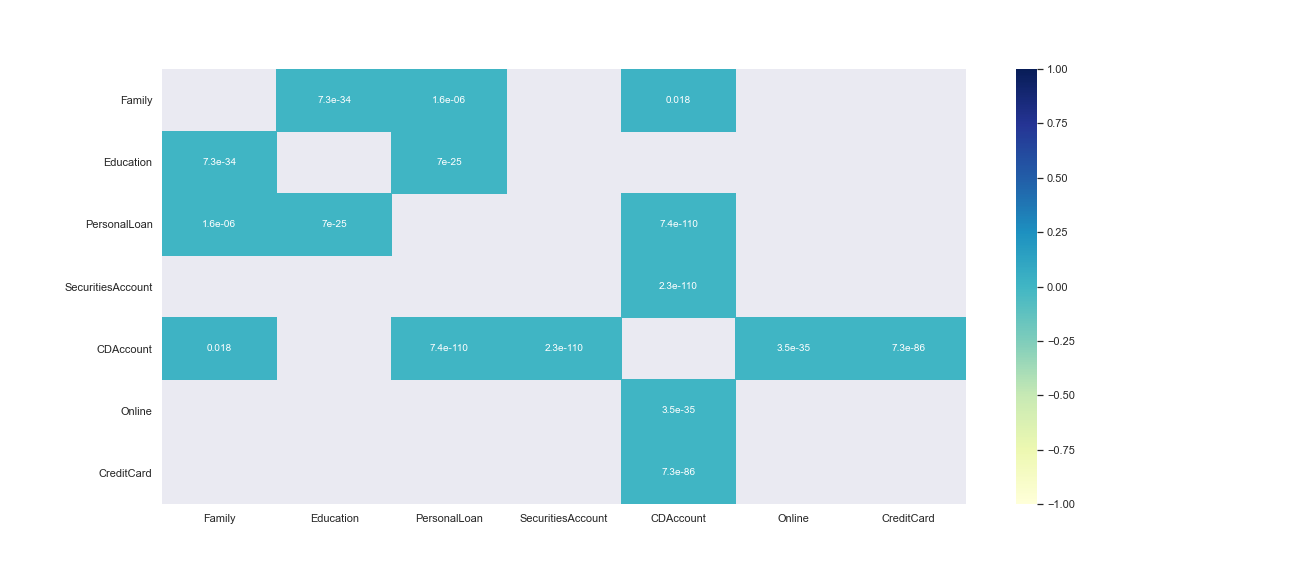 Family 7.3e-34 1.6e-06 0.018
Education 7.3e-34 7e-25
PersonalLoan 1.6e-06 7e-25 7.4e-110
SecuritiesAccount 2.3e-110
CDAccount 0.018 7.4e-110 2.3e-110 3.5e-35 7.3e-86
Online 3.5e-35
CreditCard 7.3e-86
Family Education PersonalLoan SecuritiesAccount CDAccount Online CreditCard
1.00
0.75
0.50
0.25
0.00
−0.25
−0.50
−0.75
−1.00